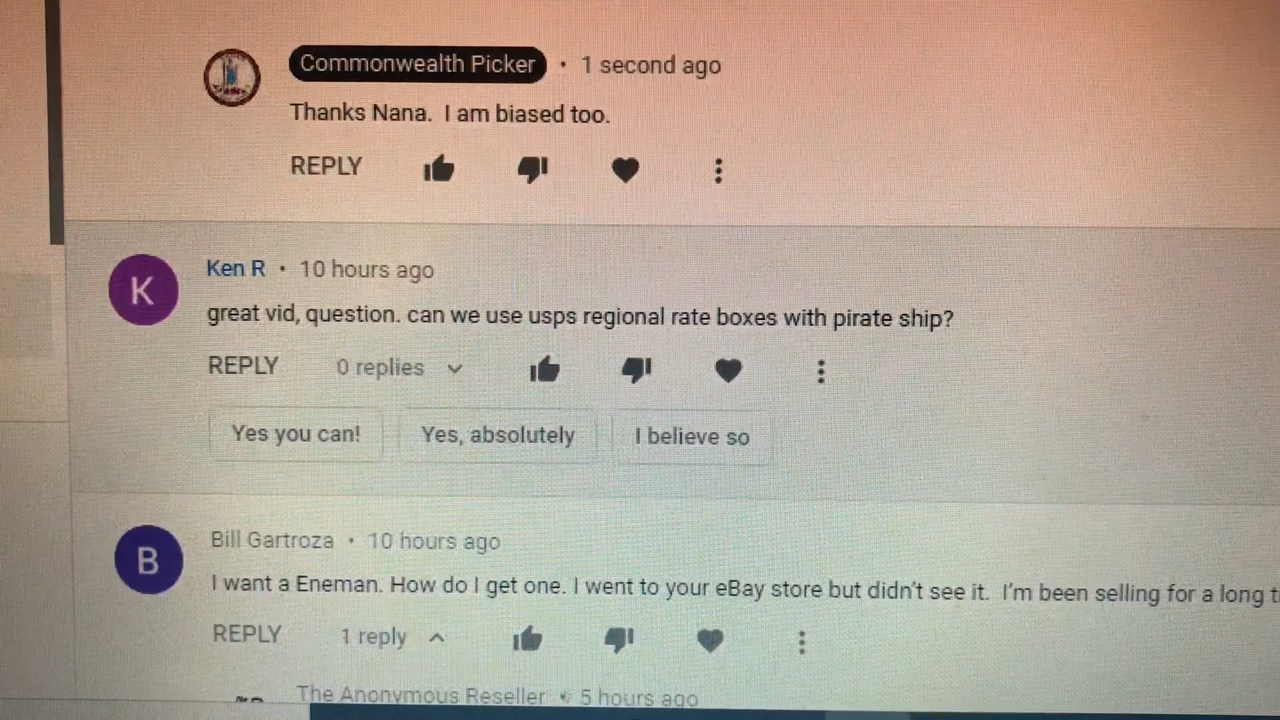 Commonwealth Picker • 1 second ago
Thanks Nana. I am biased too.
REPLY
K
Ken R • 10 hours ago
great vid, question. can we use usps regional rate boxes with pirate ship?
REPLY 0 replies
Yes you can! Yes, absolutely I believe so
B
Bill Gartroza • 10 hours ago
I want a Eneman. How do I get one. I went to your eBay store but didn't see it. I'm been selling for a long
REPLY 1 reply
The Anonymous Reseller • 5 hours ago